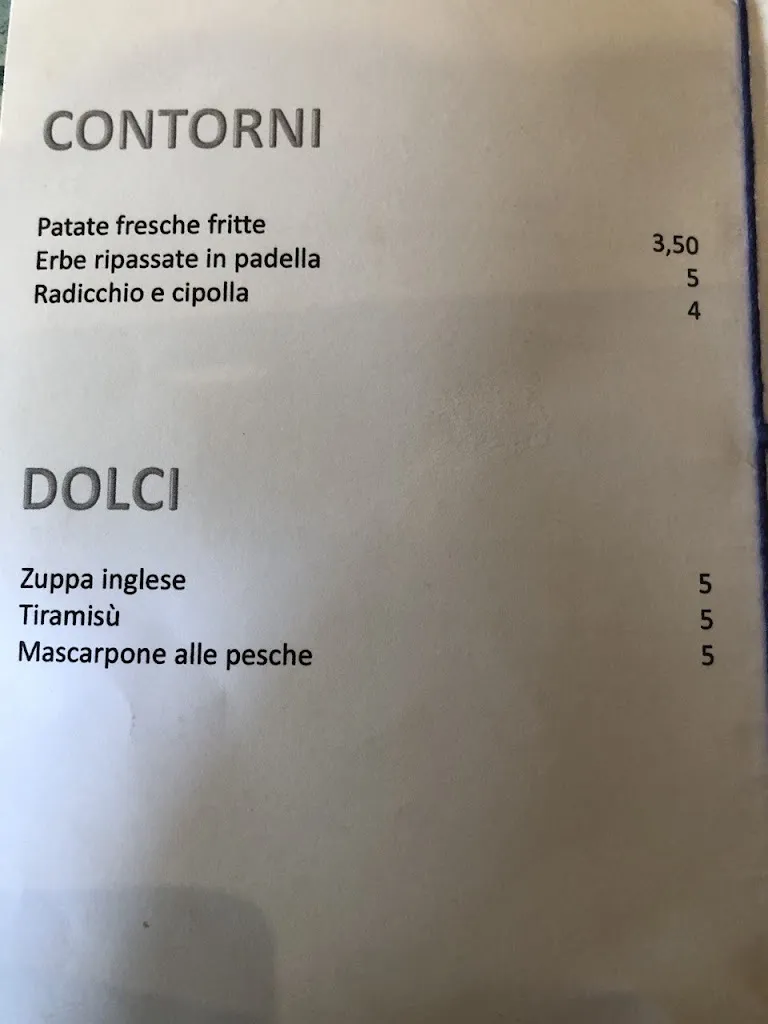 CONTORNI
Patate fresche fritte 3,50
Erbe ripassate in padella 5
Radicchio e cipolla 4
DOLCI
Zuppa inglese 5
Tiramisù 5
Mascarpone alle pesche 5